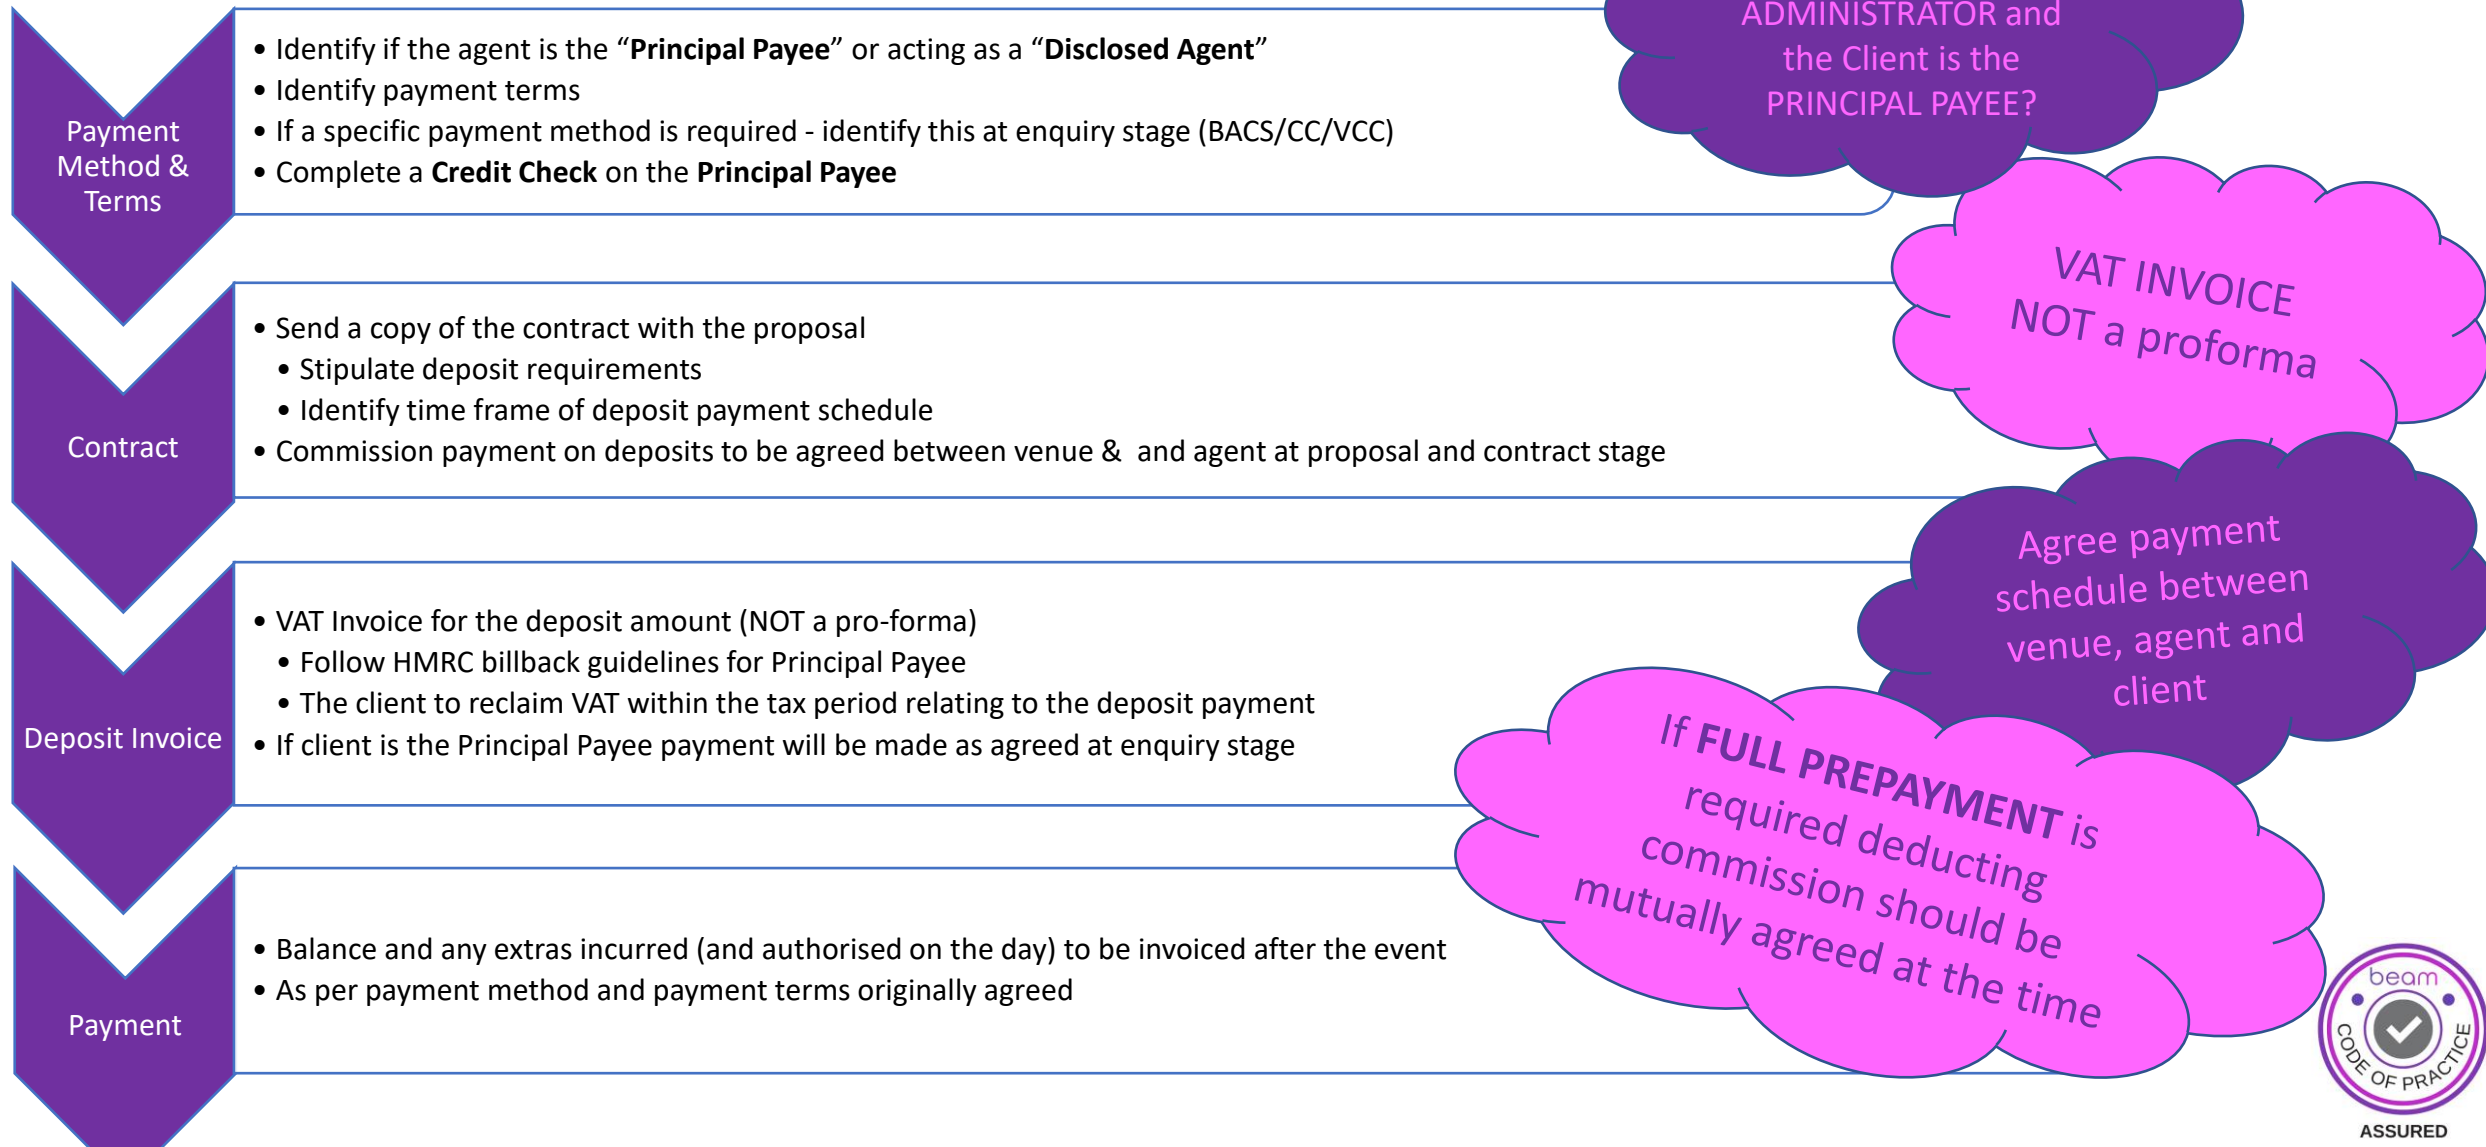 ADMINISTRATOR and
the Client is the
PRINCIPAL PAYEE?
Payment
Method &
Terms
• Identify if the agent is the “Principal Payee” or acting as a “Disclosed Agent”
• Identify payment terms
• If a specific payment method is required - identify this at enquiry stage (BACS/CC/VCC)
• Complete a Credit Check on the Principal Payee
VAT INVOICE
NOT a proforma
Contract
• Send a copy of the contract with the proposal
• Stipulate deposit requirements
• Identify time frame of deposit payment schedule
• Commission payment on deposits to be agreed between venue &  and agent at proposal and contract stage
Agree payment
schedule between
venue, agent and
client
Deposit Invoice
• VAT Invoice for the deposit amount (NOT a pro-forma)
• Follow HMRC billback guidelines for Principal Payee
• The client to reclaim VAT within the tax period relating to the deposit payment
• If client is the Principal Payee payment will be made as agreed at enquiry stage
If FULL PREPAYMENT is
required deducting
commission should be
mutually agreed at the time
Payment
• Balance and any extras incurred (and authorised on the day) to be invoiced after the event
• As per payment method and payment terms originally agreed
beam
CODE OF PRACTICE
ASSURED